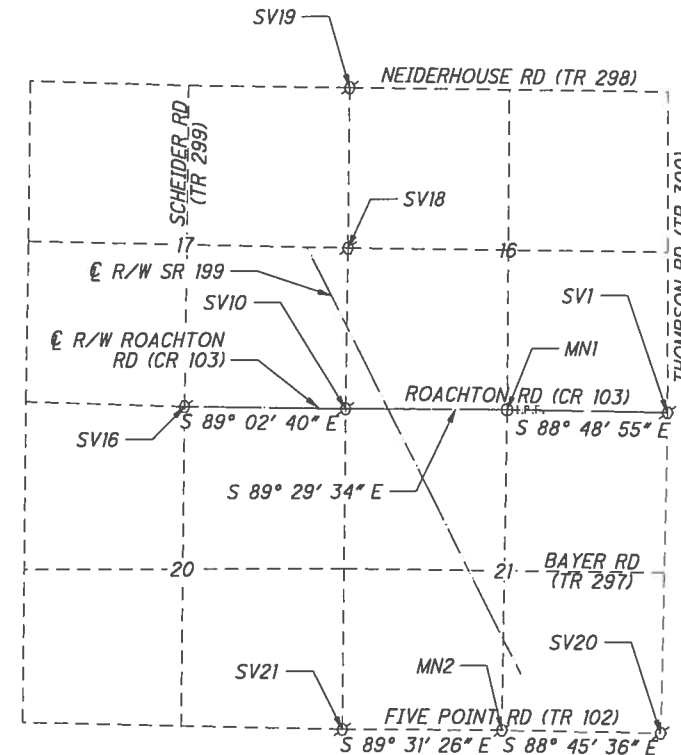 SV19
NEIDERHOUSE RD (TR 298)
SCHEIDER RD
(TR 299)
THOMPSON RD (TR 300)
SV18
17
16
℄ R/W SR 199
SV10
SV1
℄ R/W ROACHTON
RD (CR 103)
MN1
ROACHTON RD (CR 103)
I.P.F.
SV16
S 89° 02' 40" E
S 88° 48' 55" E
S 89° 29' 34" E
20
21
BAYER RD
(TR 297)
SV21
MN2
SV20
FIVE POINT RD (TR 102)
S 89° 31' 26" E
S 88° 45' 36" E